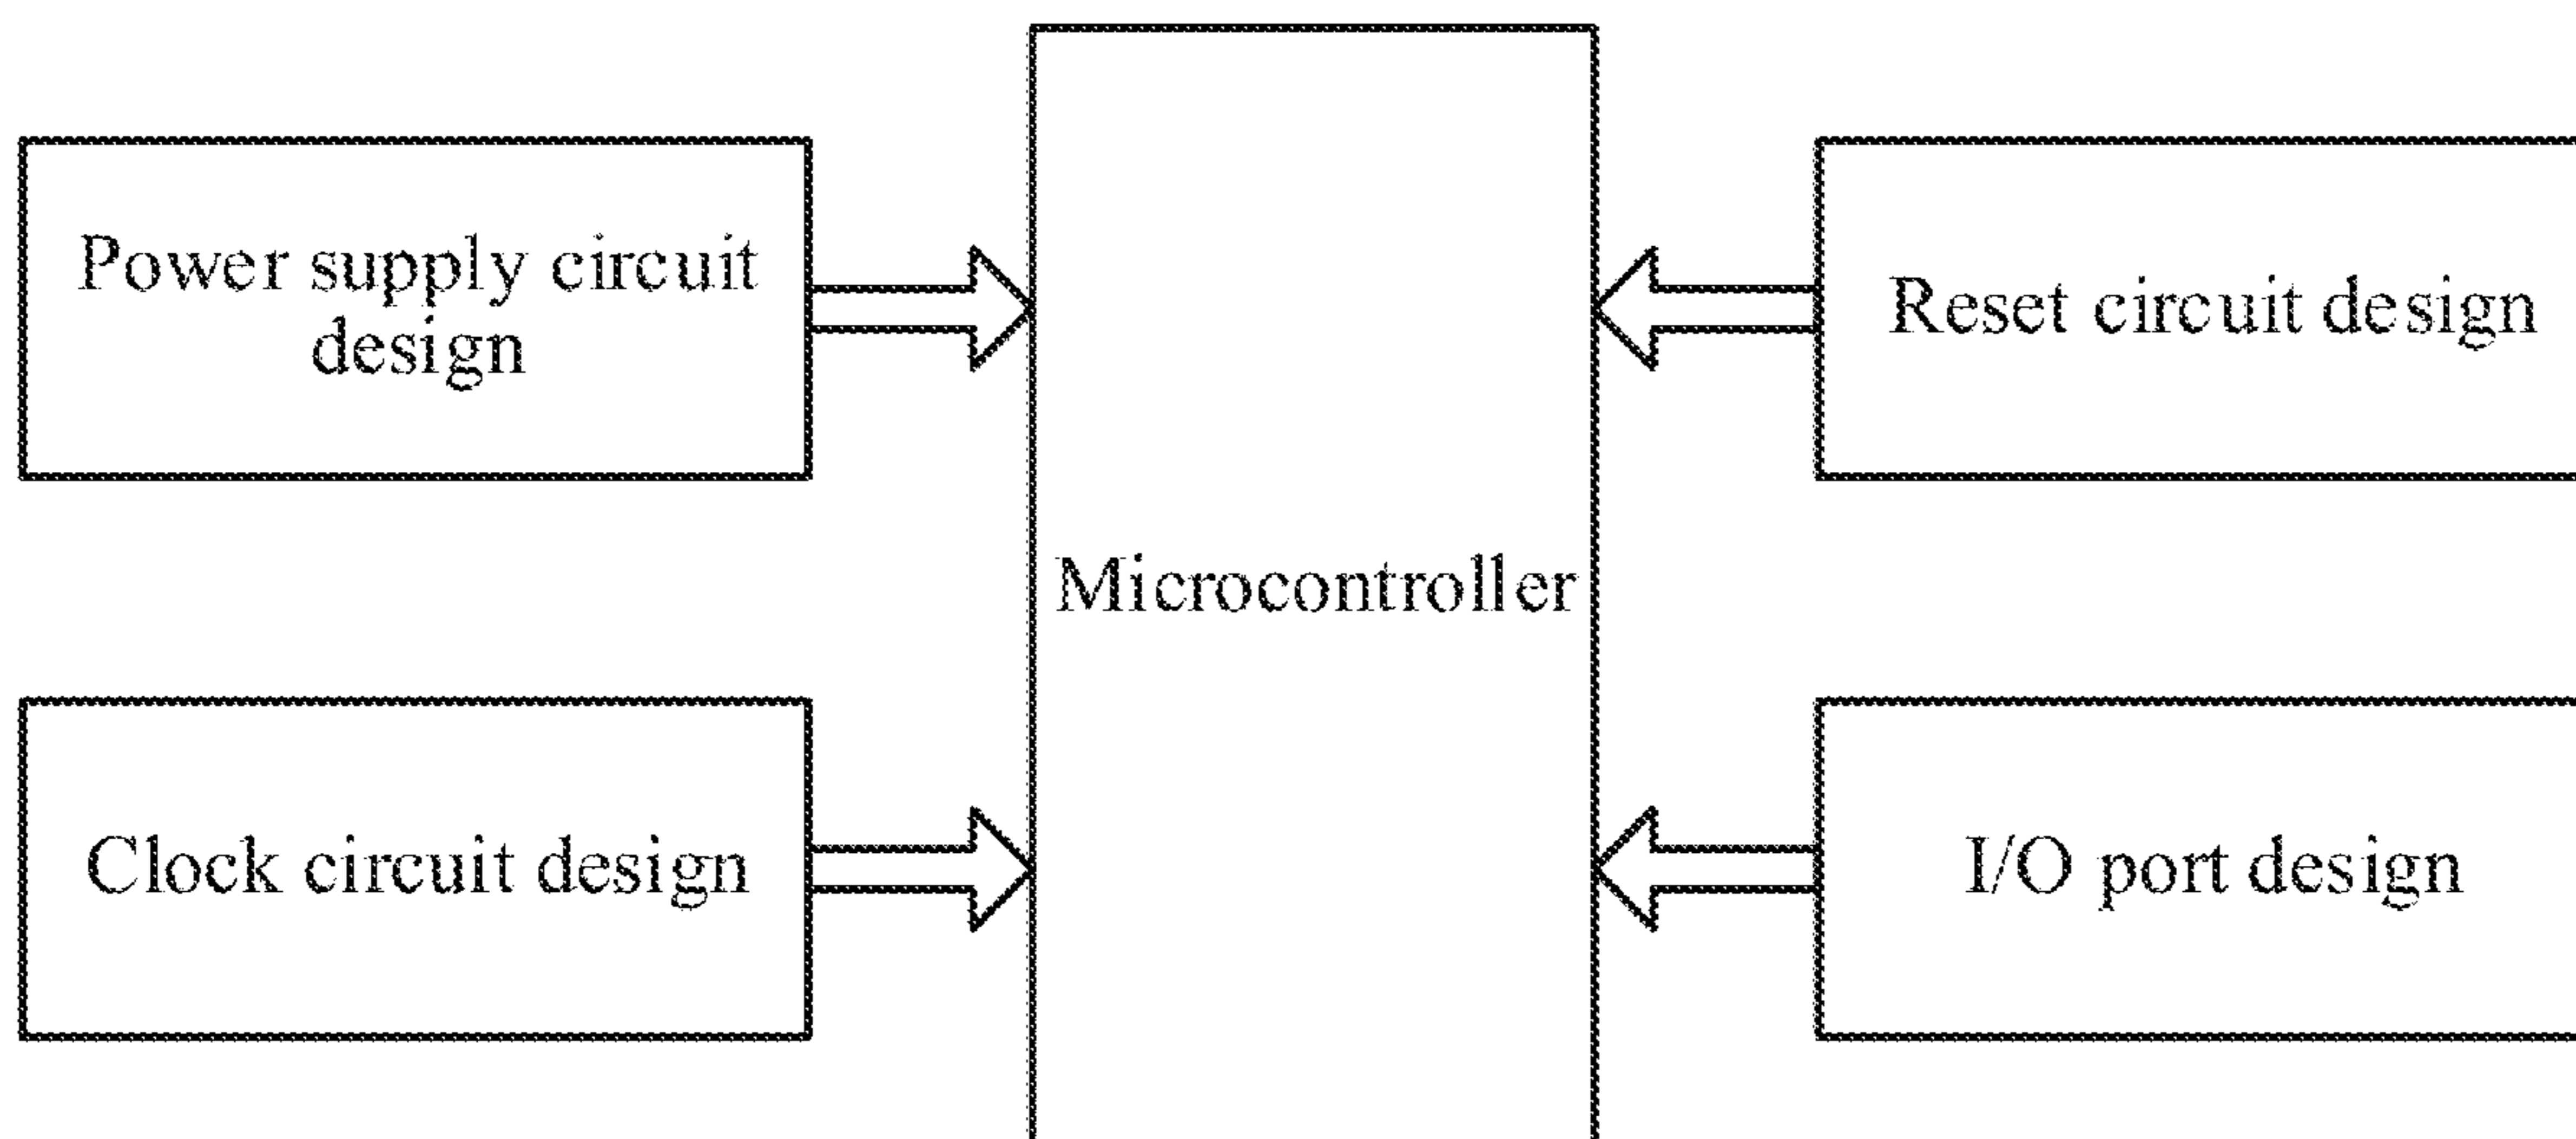 Power supply circuit
design
Reset circuit design
Microcontroller
Clock circuit design
I/O port design